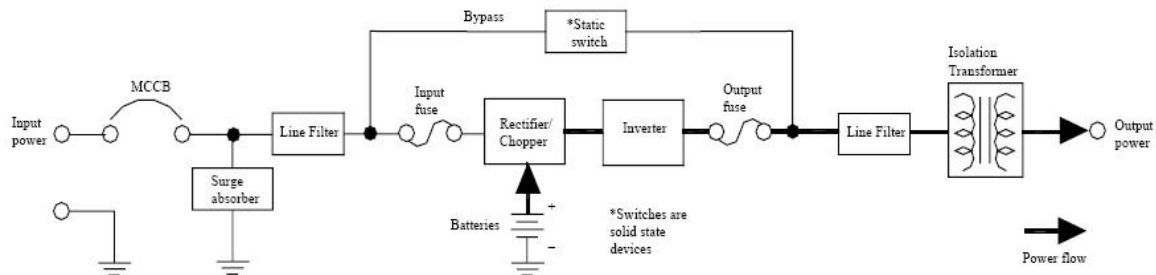 Bypass
*Static
switch
Isolation
Transformer
MCCB
Input
fuse
Output
fuse
Input
power
Line Filter
Rectifier/
Chopper
Inverter
Line Filter
Output
power
Surge
absorber
+
Batteries
−
*Switches are
solid state
devices
Power flow